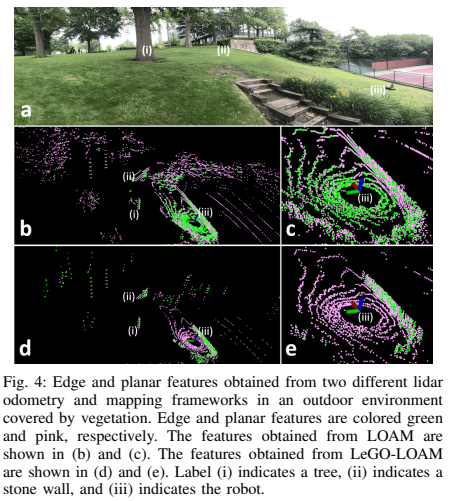 (i)
(ii)
(iii)
a
(ii)
(i)
(iii)
b
(iii)
c
(ii)
(i)
(iii)
d
(iii)
e
Fig. 4: Edge and planar features obtained from two different lidar
odometry and mapping frameworks in an outdoor environment
covered by vegetation. Edge and planar features are colored green
and pink, respectively. The features obtained from LOAM are
shown in (b) and (c). The features obtained from LeGO-LOAM
are shown in (d) and (e). Label (i) indicates a tree, (ii) indicates a
stone wall, and (iii) indicates the robot.